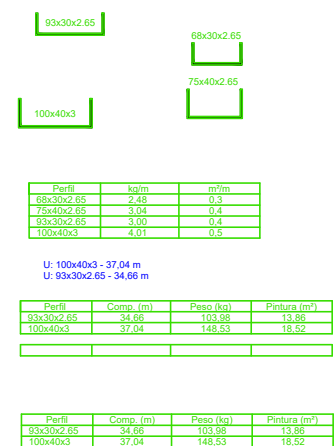 93x30x2.65
68x30x2.65
75x40x2.65
100x40x3
Perfil kg/m m²/m
68x30x2.65 2,48 0,3
75x40x2.65 3,04 0,4
93x30x2.65 3,00 0,4
100x40x3 4,01 0,5
U: 100x40x3 - 37,04 m
U: 93x30x2.65 - 34,66 m
Perfil Comp. (m) Peso (kg) Pintura (m²)
93x30x2.65 34,66 103,98 13,86
100x40x3 37,04 148,53 18,52
Perfil Comp. (m) Peso (kg) Pintura (m²)
93x30x2.65 34,66 103,98 13,86
100x40x3 37,04 148,53 18,52